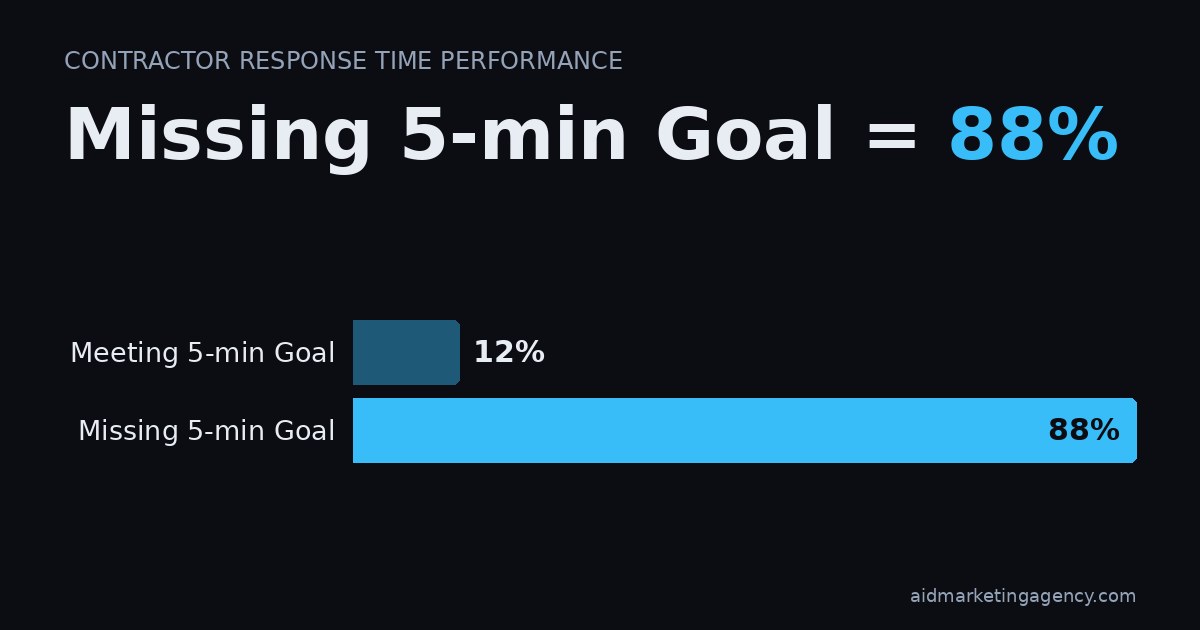 CONTRACTOR RESPONSE TIME PERFORMANCE
Missing 5-min Goal = 88%
Meeting 5-min Goal 12%
Missing 5-min Goal 88%
aidmarketingagency.com